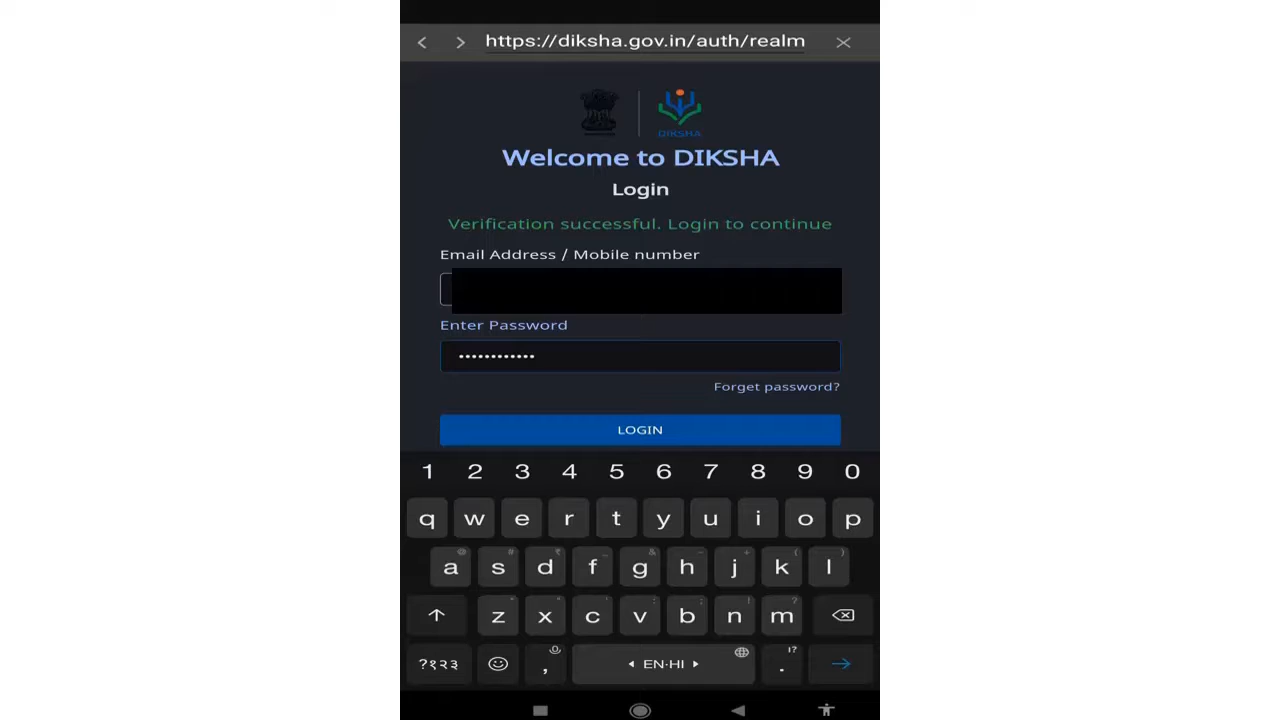 https://diksha.gov.in/auth/realm
DIKSHA
Welcome to DIKSHA
Login
Verification successful. Login to continue
Email Address / Mobile number
Enter Password
••••••••••••
Forget password?
LOGIN
1 2 3 4 5 6 7 8 9 0
q w e r t y u i o p
@ # ₹ _ & - + ( )
a s d f g h j k l
* " ' : ; ! ?
z x c v b n m
?१२३ , EN·HI . !?